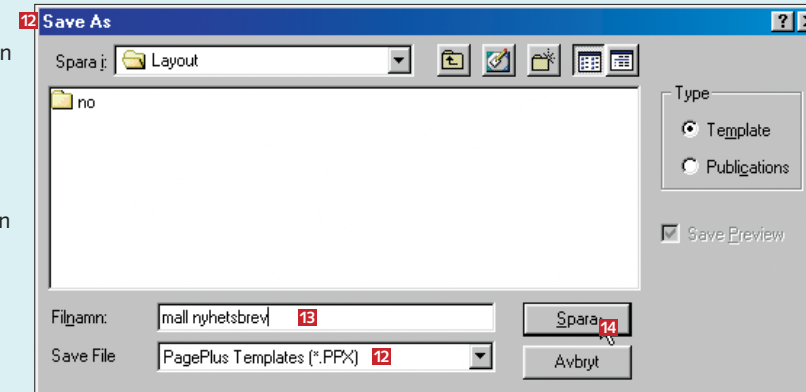 12 Save As
n
Spara i: Layout
no
Type
Template
Publications
n
Save Preview
Filnamn: mall nyhetsbrev 13
Spara 14
Save File PagePlus Templates (*.PPX) 12
Avbryt